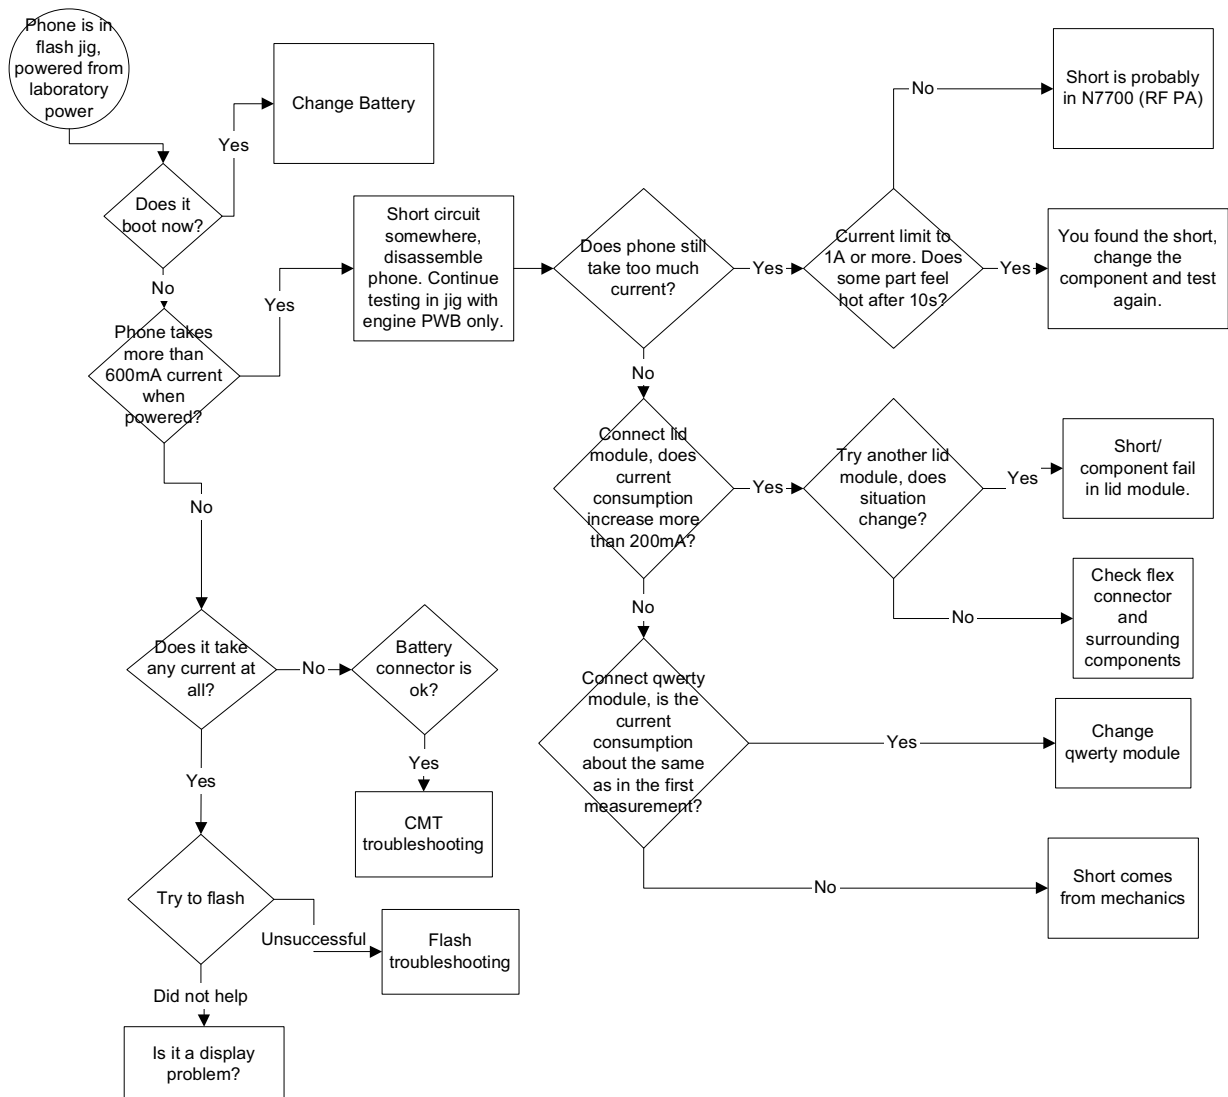 Phone is in
flash jig,
powered from
laboratory
power
Change Battery
Yes
Does it
boot now?
No
Phone takes
more than
600mA current
when
powered?
Yes
Short circuit
somewhere,
disassemble
phone. Continue
testing in jig with
engine PWB only.
Does phone still
take too much
current?
Yes
Current limit to
1A or more. Does
some part feel
hot after 10s?
No
Short is probably
in N7700 (RF PA)
Yes
You found the short,
change the
component and test
again.
No
Connect lid
module, does
current
consumption
increase more
than 200mA?
Yes
Try another lid
module, does
situation
change?
Yes
Short/
component fail
in lid module.
No
Check flex
connector
and
surrounding
components
No
Connect qwerty
module, is the
current
consumption
about the same
as in the first
measurement?
Yes
Change
qwerty module
No
Short comes
from mechanics
No
Does it take
any current at
all?
No
Battery
connector is
ok?
Yes
CMT
troubleshooting
Yes
Try to flash
Unsuccessful
Flash
troubleshooting
Did not help
Is it a display
problem?